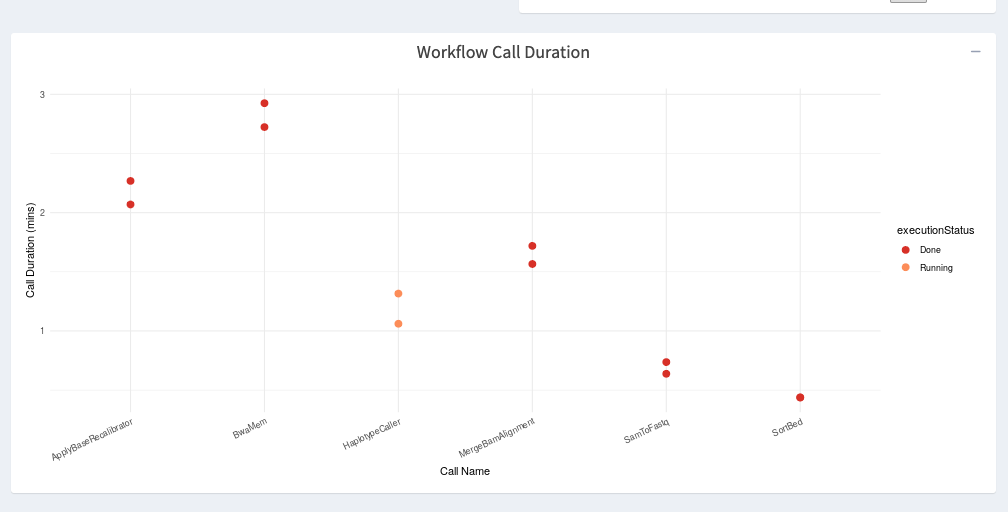 Workflow Call Duration
3
2
1
Call Duration (mins)
ApplyBaseRecalibrator
BwaMem
HaplotypeCaller
MergeBamAlignment
SamToFastq
SortBed
Call Name
executionStatus
Done
Running